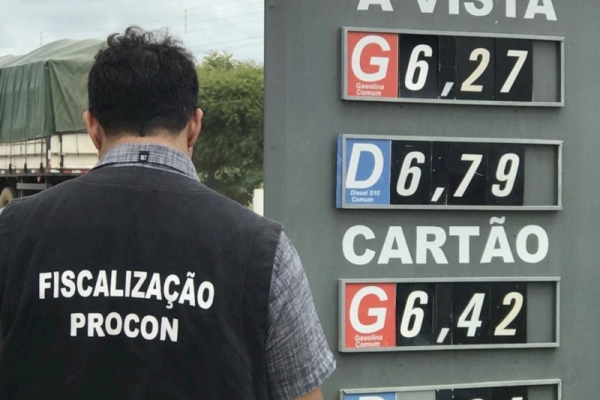 FISCALIZAÇÃO
PROCON
A VISTA
G 6,27
Gasolina
Comum
D 6,79
Diesel S10
Comum
CARTÃO
G 6,42
Gasolina
Comum